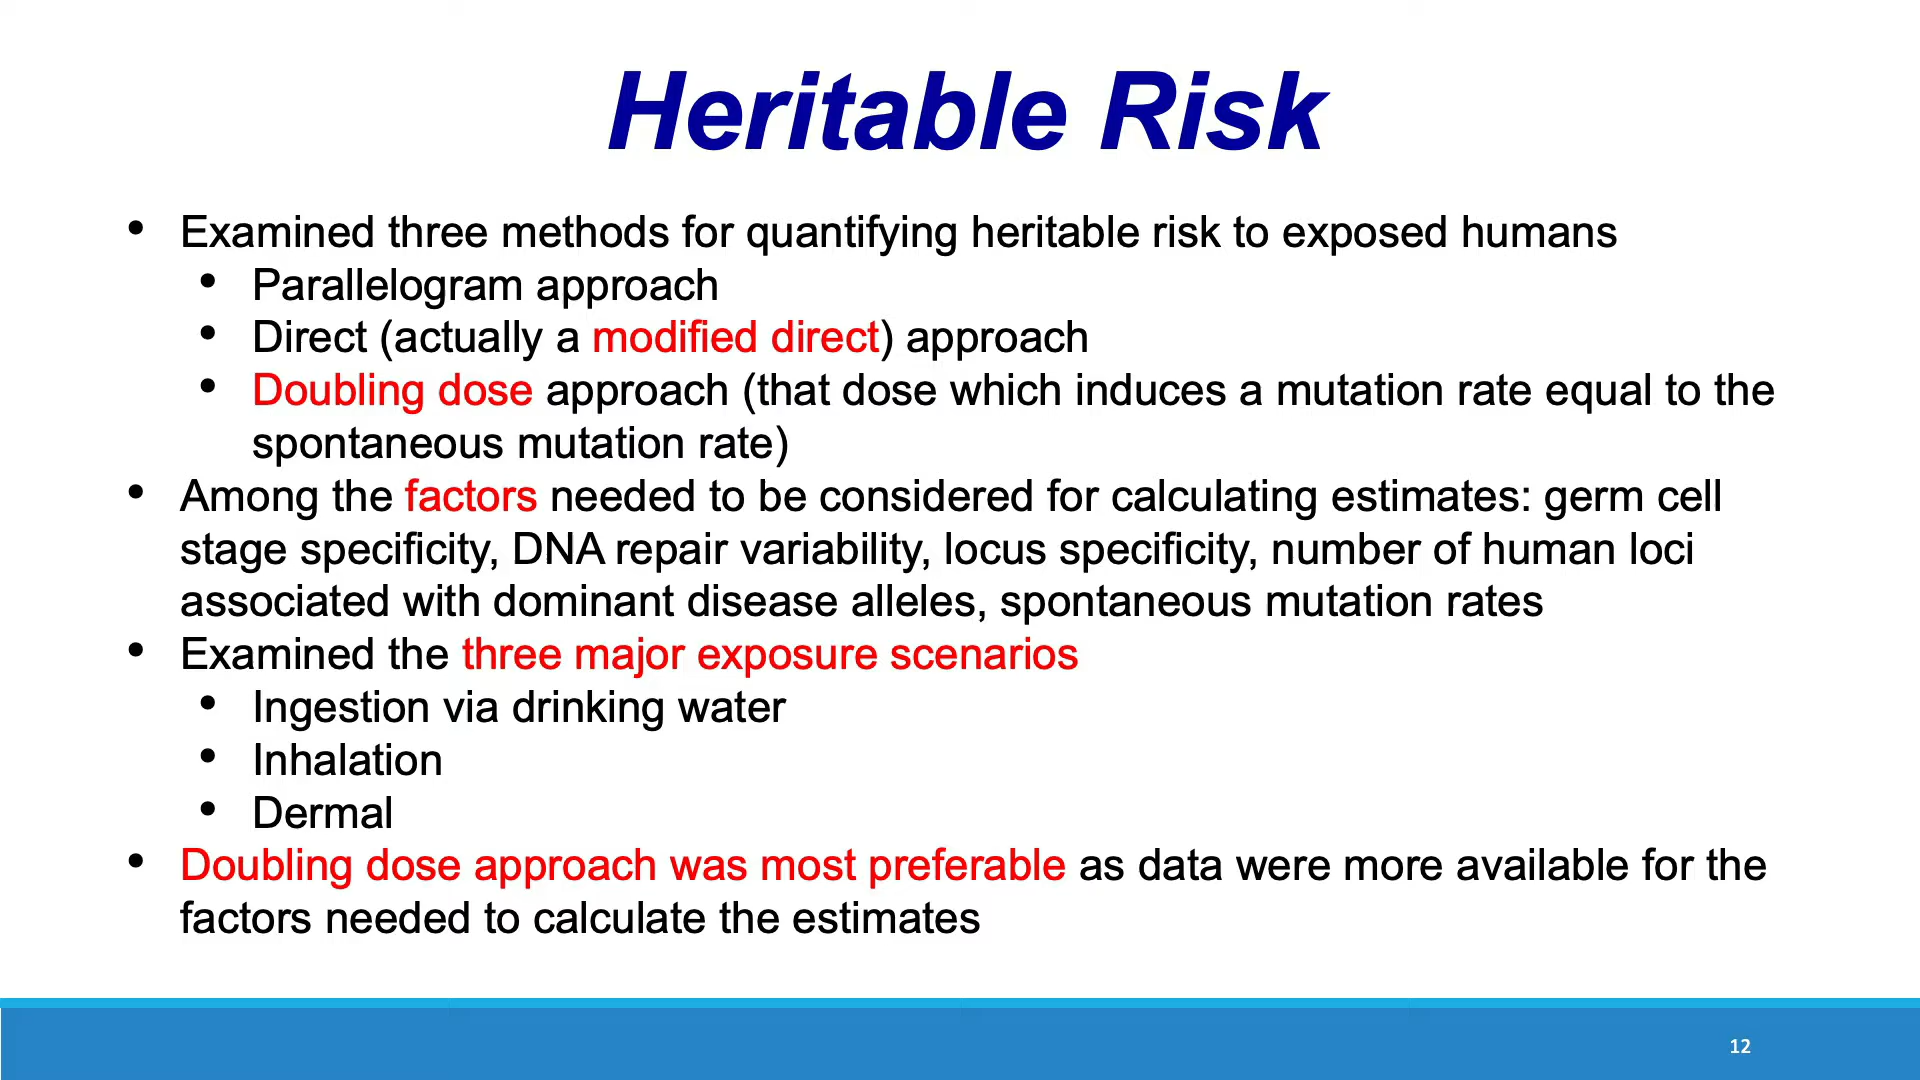 Heritable Risk
• Examined three methods for quantifying heritable risk to exposed humans
• Parallelogram approach
• Direct (actually a modified direct) approach
• Doubling dose approach (that dose which induces a mutation rate equal to the
spontaneous mutation rate)
• Among the factors needed to be considered for calculating estimates: germ cell
stage specificity, DNA repair variability, locus specificity, number of human loci
associated with dominant disease alleles, spontaneous mutation rates
• Examined the three major exposure scenarios
• Ingestion via drinking water
• Inhalation
• Dermal
• Doubling dose approach was most preferable as data were more available for the
factors needed to calculate the estimates
12